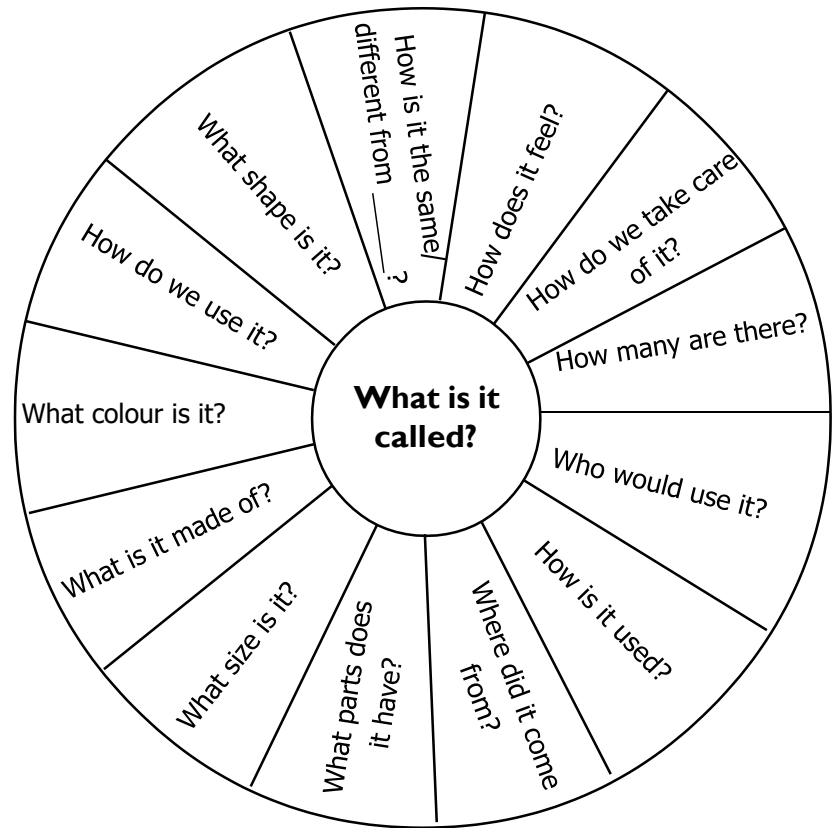 What is it
called?
How is it the same/
different from ______?
How does it feel?
How do we take care
of it?
How many are there?
Who would use it?
How is it used?
Where did it come
from?
What parts does
it have?
What size is it?
What is it made of?
What colour is it?
How do we use it?
What shape is it?